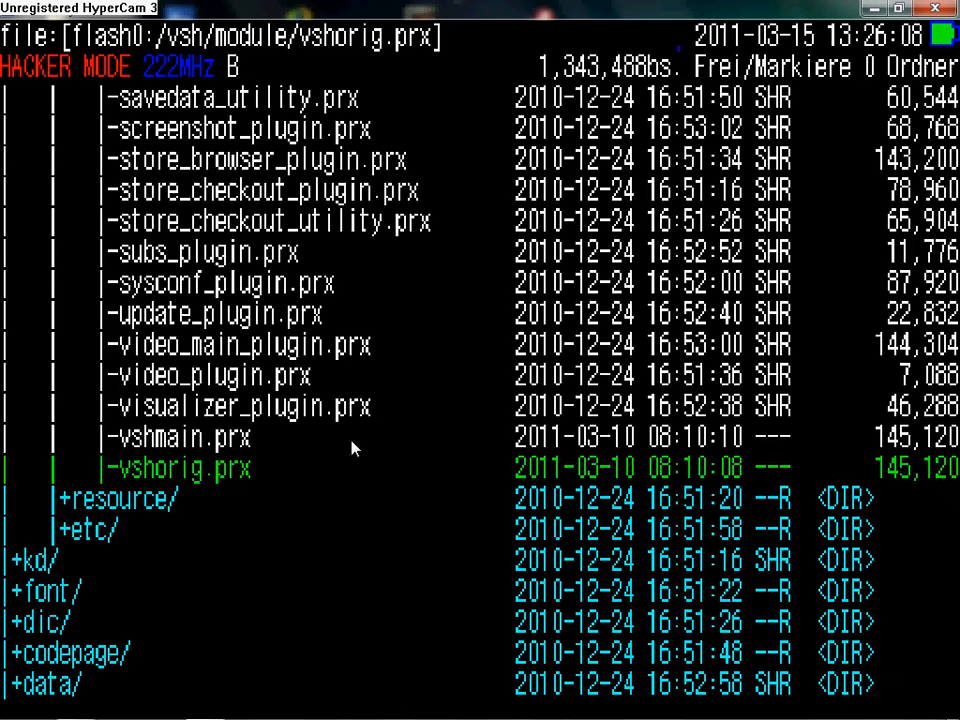 Unregistered HyperCam 3
file:[flash0:/vsh/module/vshorig.prx] 2011-03-15 13:26:08
HACKER MODE 222MHz B 1,343,488bs. Frei/Markiere 0 Ordner
| | |-savedata_utility.prx 2010-12-24 16:51:50 SHR 60,544
| | |-screenshot_plugin.prx 2010-12-24 16:53:02 SHR 68,768
| | |-store_browser_plugin.prx 2010-12-24 16:51:34 SHR 143,200
| | |-store_checkout_plugin.prx 2010-12-24 16:51:16 SHR 78,960
| | |-store_checkout_utility.prx 2010-12-24 16:51:26 SHR 65,904
| | |-subs_plugin.prx 2010-12-24 16:52:52 SHR 11,776
| | |-sysconf_plugin.prx 2010-12-24 16:52:00 SHR 87,920
| | |-update_plugin.prx 2010-12-24 16:52:40 SHR 22,832
| | |-video_main_plugin.prx 2010-12-24 16:53:00 SHR 144,304
| | |-video_plugin.prx 2010-12-24 16:51:36 SHR 7,088
| | |-visualizer_plugin.prx 2010-12-24 16:52:38 SHR 46,288
| | |-vshmain.prx 2011-03-10 08:10:10 --- 145,120
| | |-vshorig.prx 2011-03-10 08:10:08 --- 145,120
| |+resource/ 2010-12-24 16:51:20 --R <DIR>
| |+etc/ 2010-12-24 16:51:58 --R <DIR>
|+kd/ 2010-12-24 16:51:16 SHR <DIR>
|+font/ 2010-12-24 16:51:22 --R <DIR>
|+dic/ 2010-12-24 16:51:26 --R <DIR>
|+codepage/ 2010-12-24 16:51:48 --R <DIR>
|+data/ 2010-12-24 16:52:58 SHR <DIR>